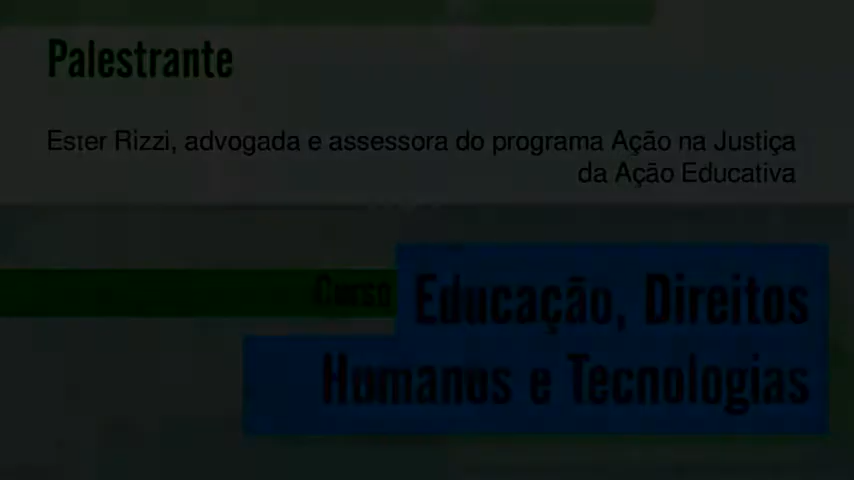 Palestrante
Ester Rizzi, advogada e assessora do programa Ação na Justiça
da Ação Educativa
Curso Educação, Direitos
Humanos e Tecnologias